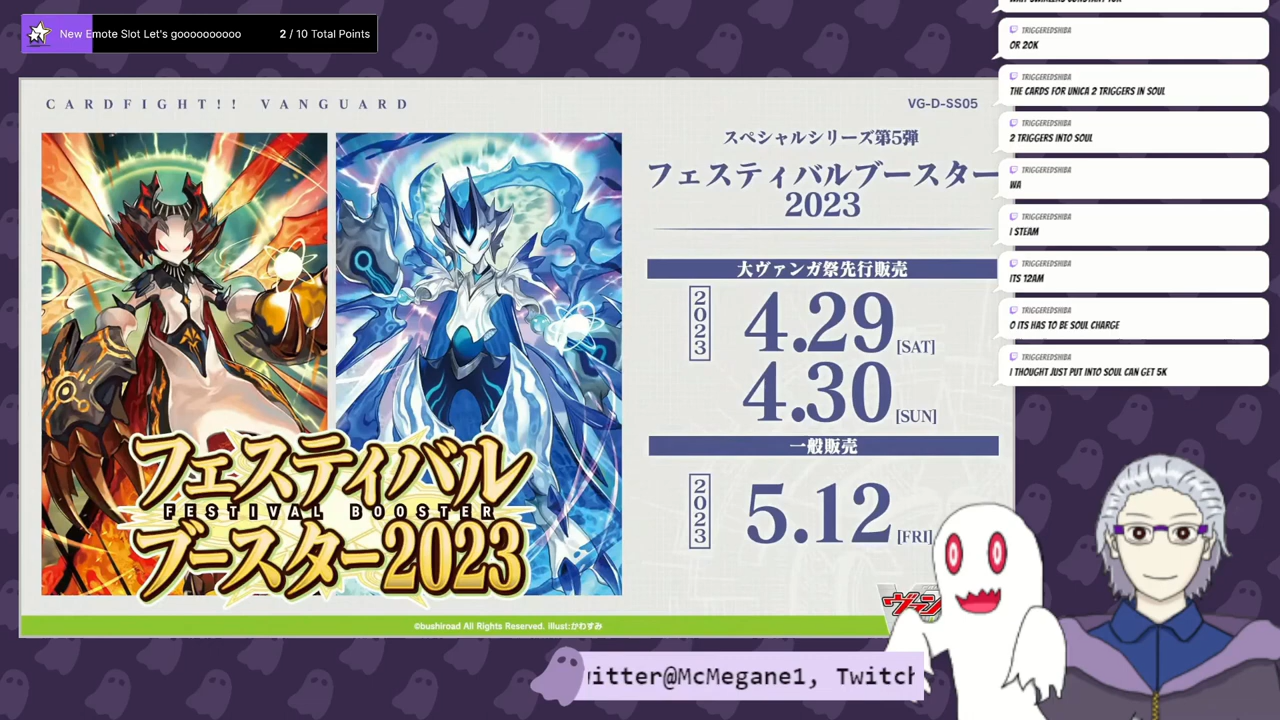 New Emote Slot Let's goooooooooo 2 / 10 Total Points
CARDFIGHT!! VANGUARD
VG-D-SS05
スペシャルシリーズ第5弾
フェスティバルブースター
2023
大ヴァンガ祭先行販売
2023
4.29 [SAT]
4.30 [SUN]
一般販売
2023
5.12 [FRI]
フェスティバル
FESTIVAL BOOSTER
ブースター2023
ヴァン
©bushiroad All Rights Reserved. illust:かわすみ
TRIGGEREDSHIBA
OR 20K
TRIGGEREDSHIBA
THE CARDS FOR UNICA 2 TRIGGERS IN SOUL
TRIGGEREDSHIBA
2 TRIGGERS INTO SOUL
TRIGGEREDSHIBA
WA
TRIGGEREDSHIBA
I STEAM
TRIGGEREDSHIBA
ITS 12AM
TRIGGEREDSHIBA
O ITS HAS TO BE SOUL CHARGE
TRIGGEREDSHIBA
I THOUGHT JUST PUT INTO SOUL CAN GET 5K
witter@McMegane1, Twitch